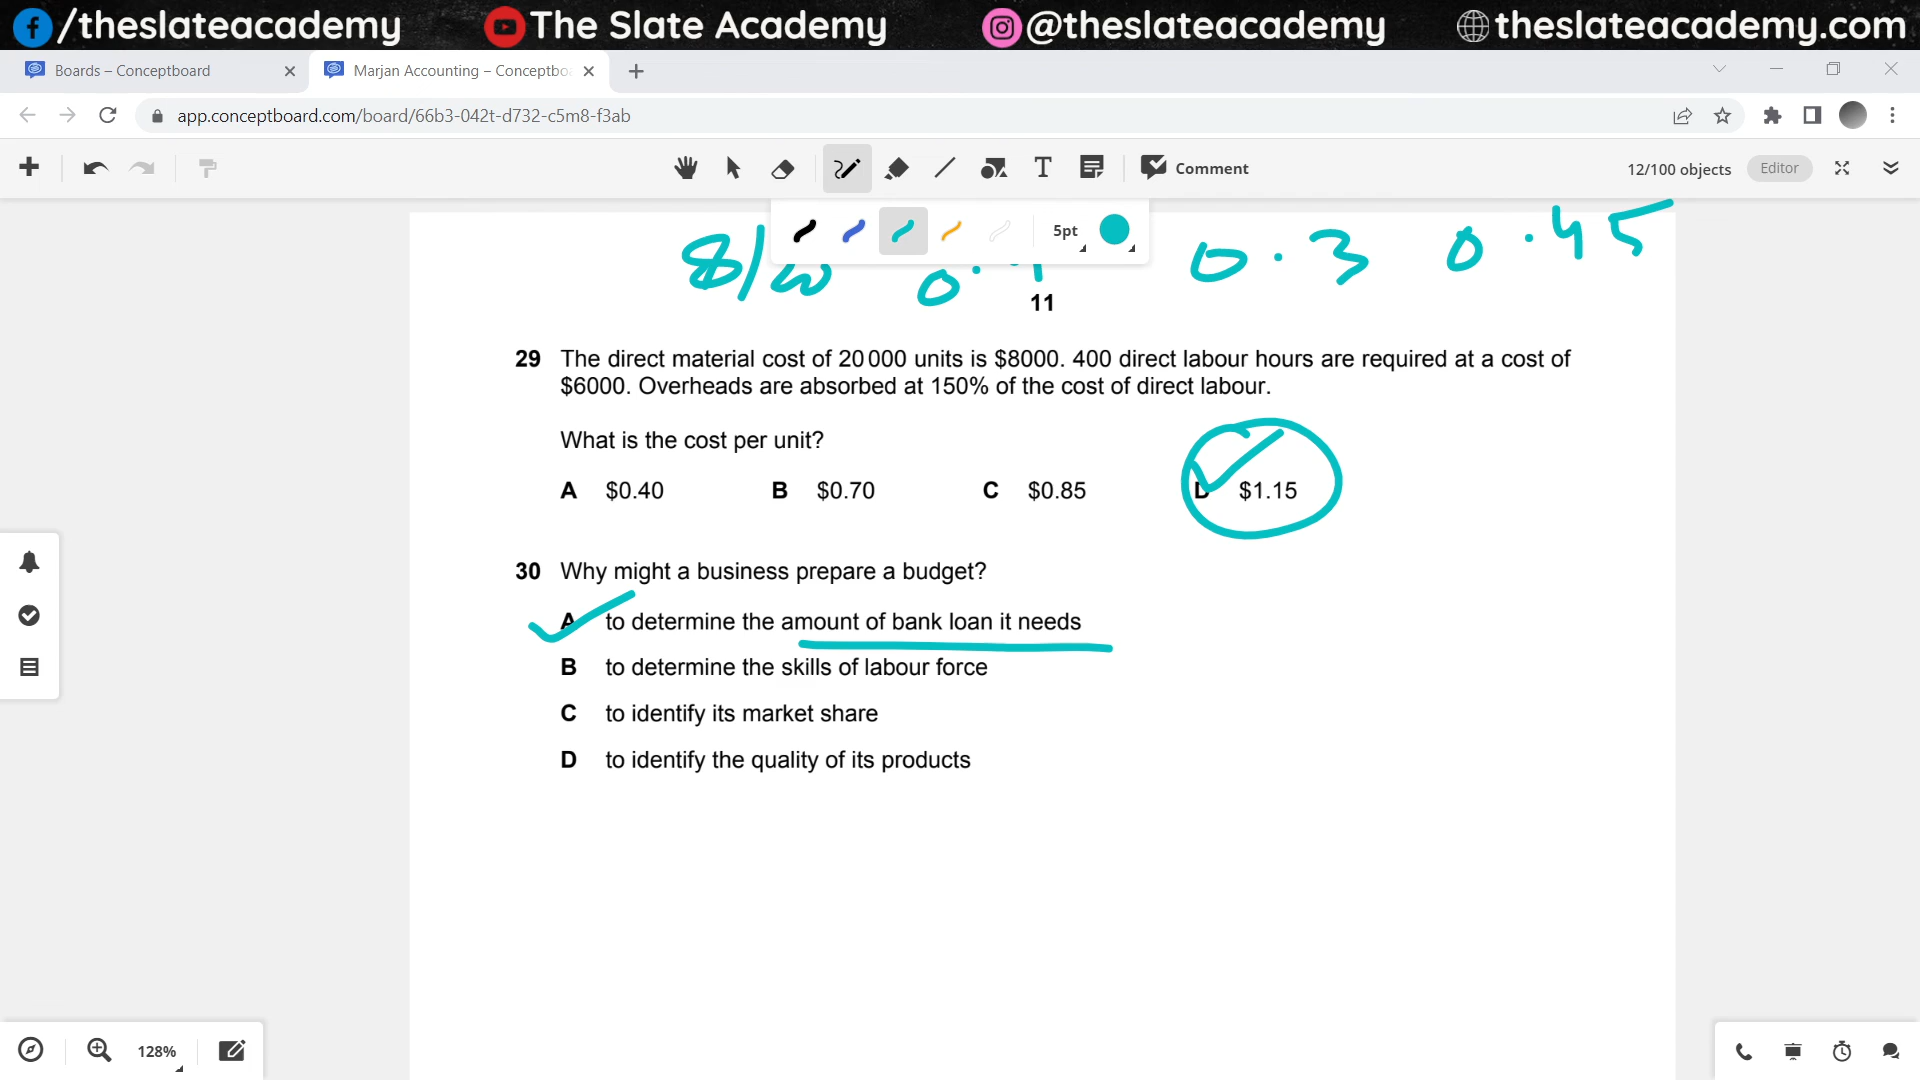 /theslateacademy The Slate Academy @theslateacademy theslateacademy.com
Boards – Conceptboard Marjan Accounting – Conceptbo
app.conceptboard.com/board/66b3-042t-d732-c5m8-f3ab
T Comment 12/100 objects Editor
5pt
0.3 0.45
11
29 The direct material cost of 20 000 units is $8000. 400 direct labour hours are required at a cost of
$6000. Overheads are absorbed at 150% of the cost of direct labour.
What is the cost per unit?
A $0.40 B $0.70 C $0.85 D $1.15
30 Why might a business prepare a budget?
A to determine the amount of bank loan it needs
B to determine the skills of labour force
C to identify its market share
D to identify the quality of its products
128%